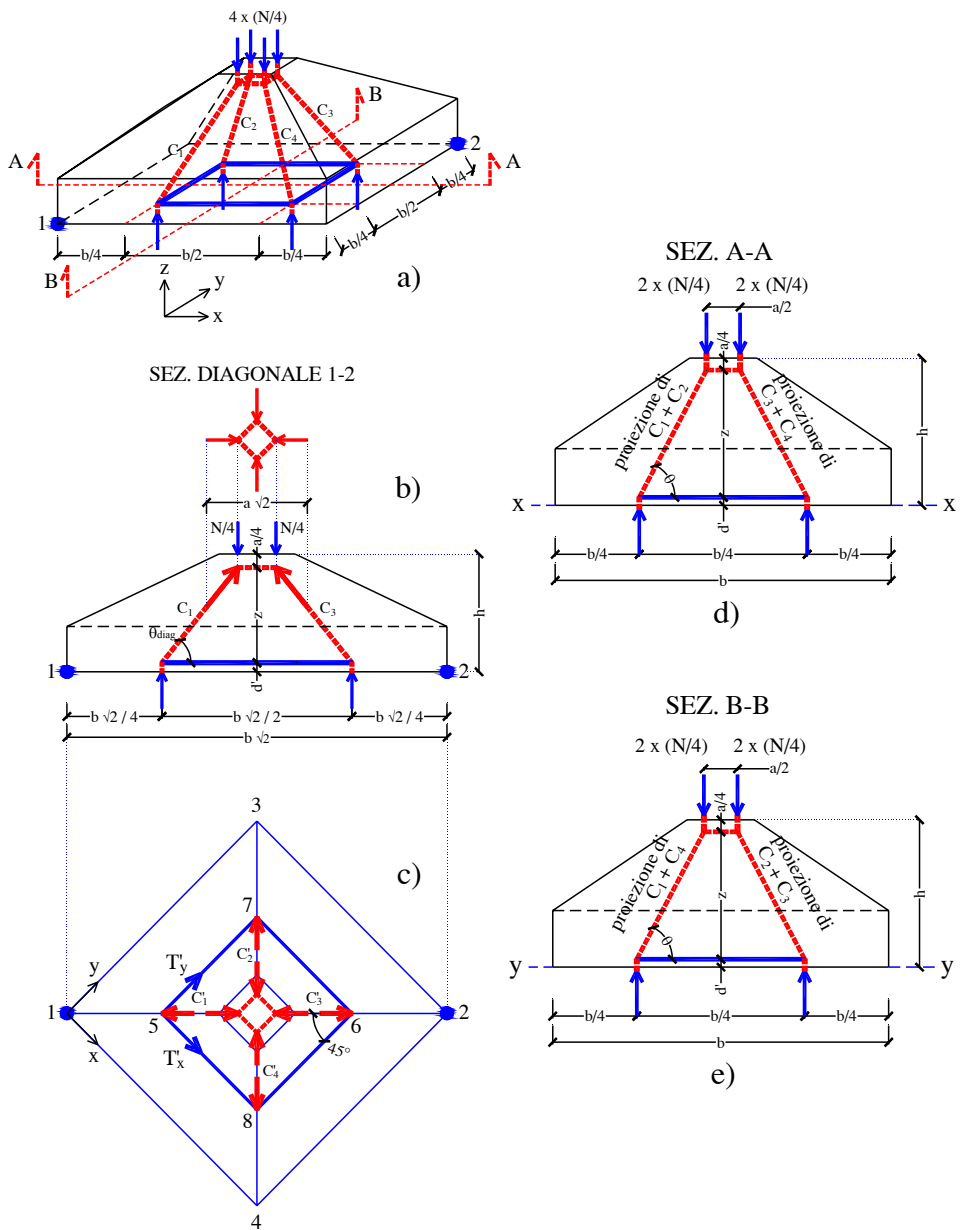 4 x (N/4)
B
C3
C2
C1
C4
A
A
2
1
b/4
b/2
b/4
b/4
b/2
b/4
B
z
y
x
a)
SEZ. DIAGONALE 1-2
b)
a √2
N/4
N/4
a/4
C1
C3
z
h
θdiag
1
2
d'
b √2 / 4
b √2 / 2
b √2 / 4
b √2
3
c)
7
T'y
C'2
y
C'1
C'3
1
5
6
2
x
T'x
C'4
45°
8
4
SEZ. A-A
2 x (N/4)
2 x (N/4)
a/2
a/4
proiezione di
C1 + C2
proiezione di
C3 + C4
z
h
θ
x
x
d'
b/4
b/4
b/4
b
d)
SEZ. B-B
2 x (N/4)
2 x (N/4)
a/2
a/4
proiezione di
C1 + C4
proiezione di
C2 + C3
z
h
θ
y
y
d'
b/4
b/4
b/4
b
e)